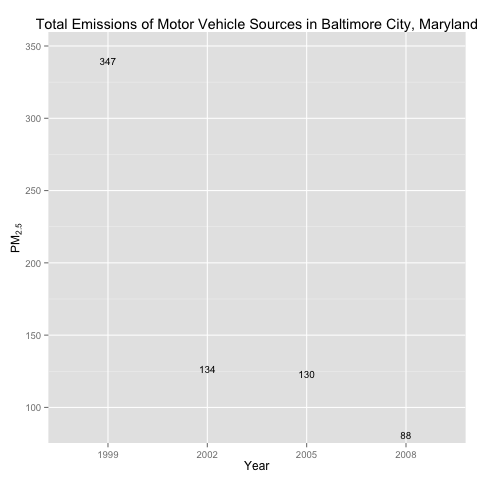 Total Emissions of Motor Vehicle Sources in Baltimore City, Maryland
350
347
300
250
200
150
134
130
100
88
PM2.5
1999 2002 2005 2008
Year